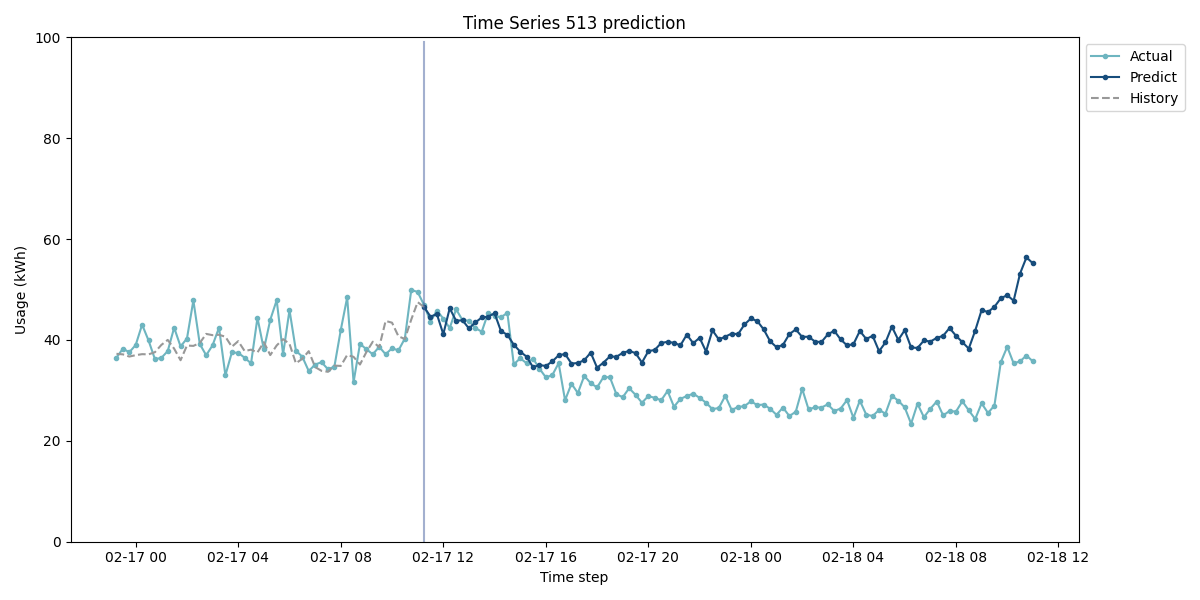 Time Series 513 prediction
Usage (kWh)
100
80
60
40
20
0
02-17 00
02-17 04
02-17 08
02-17 12
02-17 16
02-17 20
02-18 00
02-18 04
02-18 08
02-18 12
Time step
Actual
Predict
History